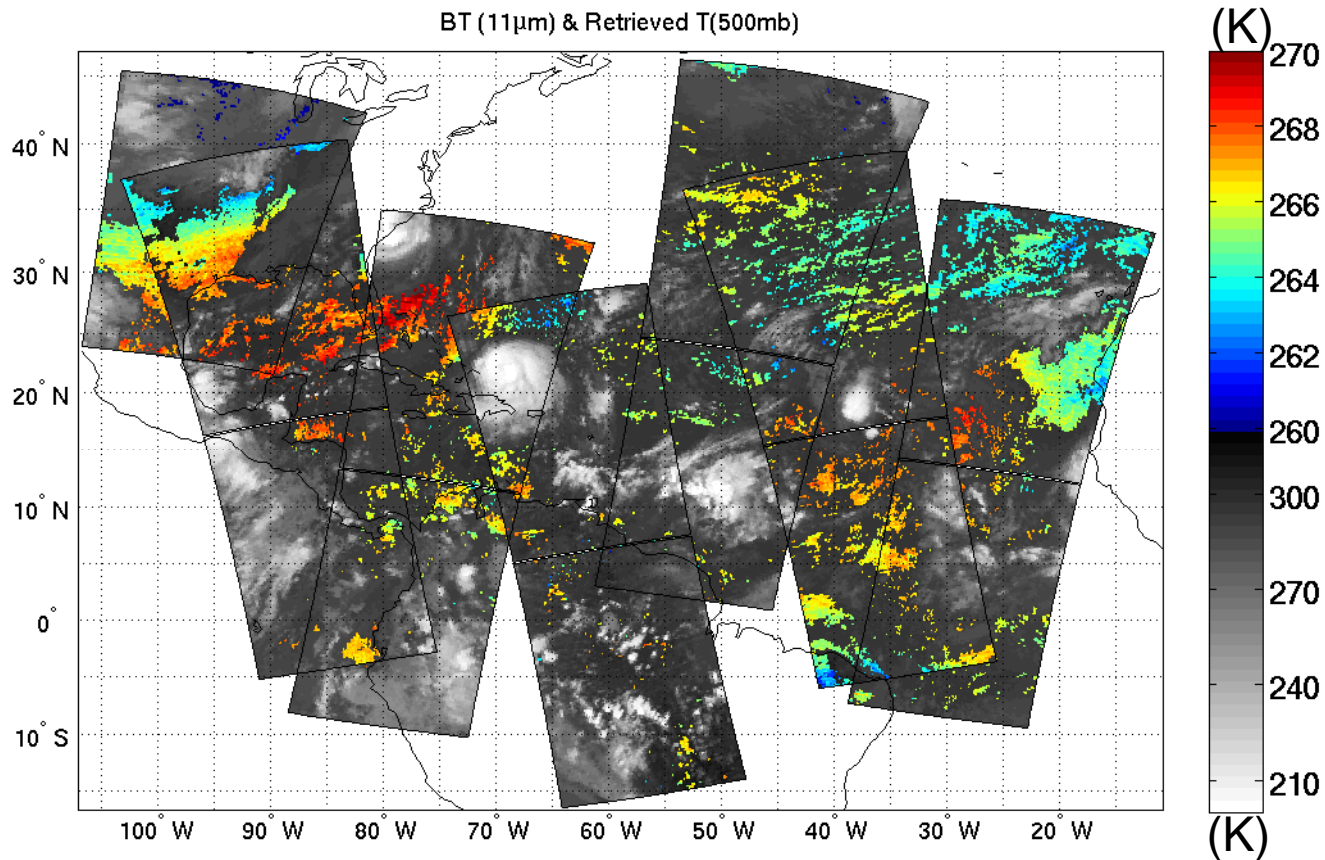 BT (11µm) & Retrieved T(500mb)
(K)
270
268
266
264
262
260
300
270
240
210
(K)
40° N
30° N
20° N
10° N
0°
10° S
100° W 90° W 80° W 70° W 60° W 50° W 40° W 30° W 20° W